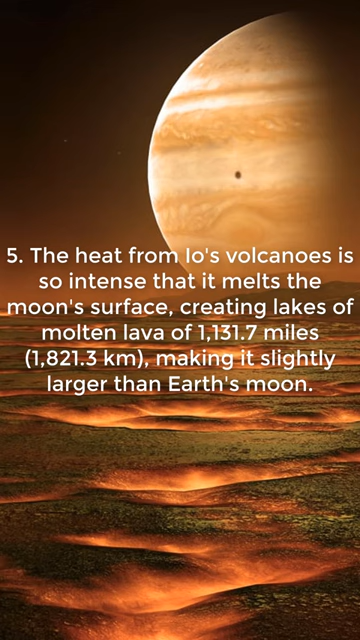 5. The heat from Io's volcanoes is
so intense that it melts the
moon's surface, creating lakes of
molten lava of 1,131.7 miles
(1,821.3 km), making it slightly
larger than Earth's moon.